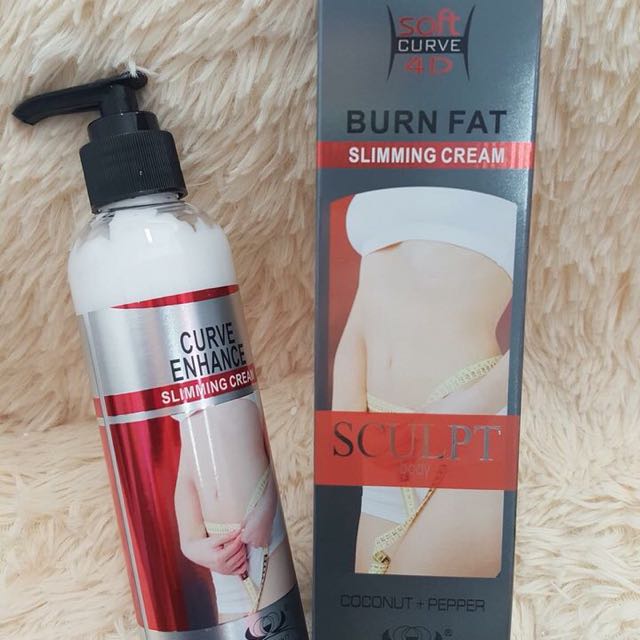 CURVE
ENHANCE
SLIMMING CREAM
Soft
CURVE
4D
BURN FAT
SLIMMING CREAM
SCULPT
body
COCONUT + PEPPER